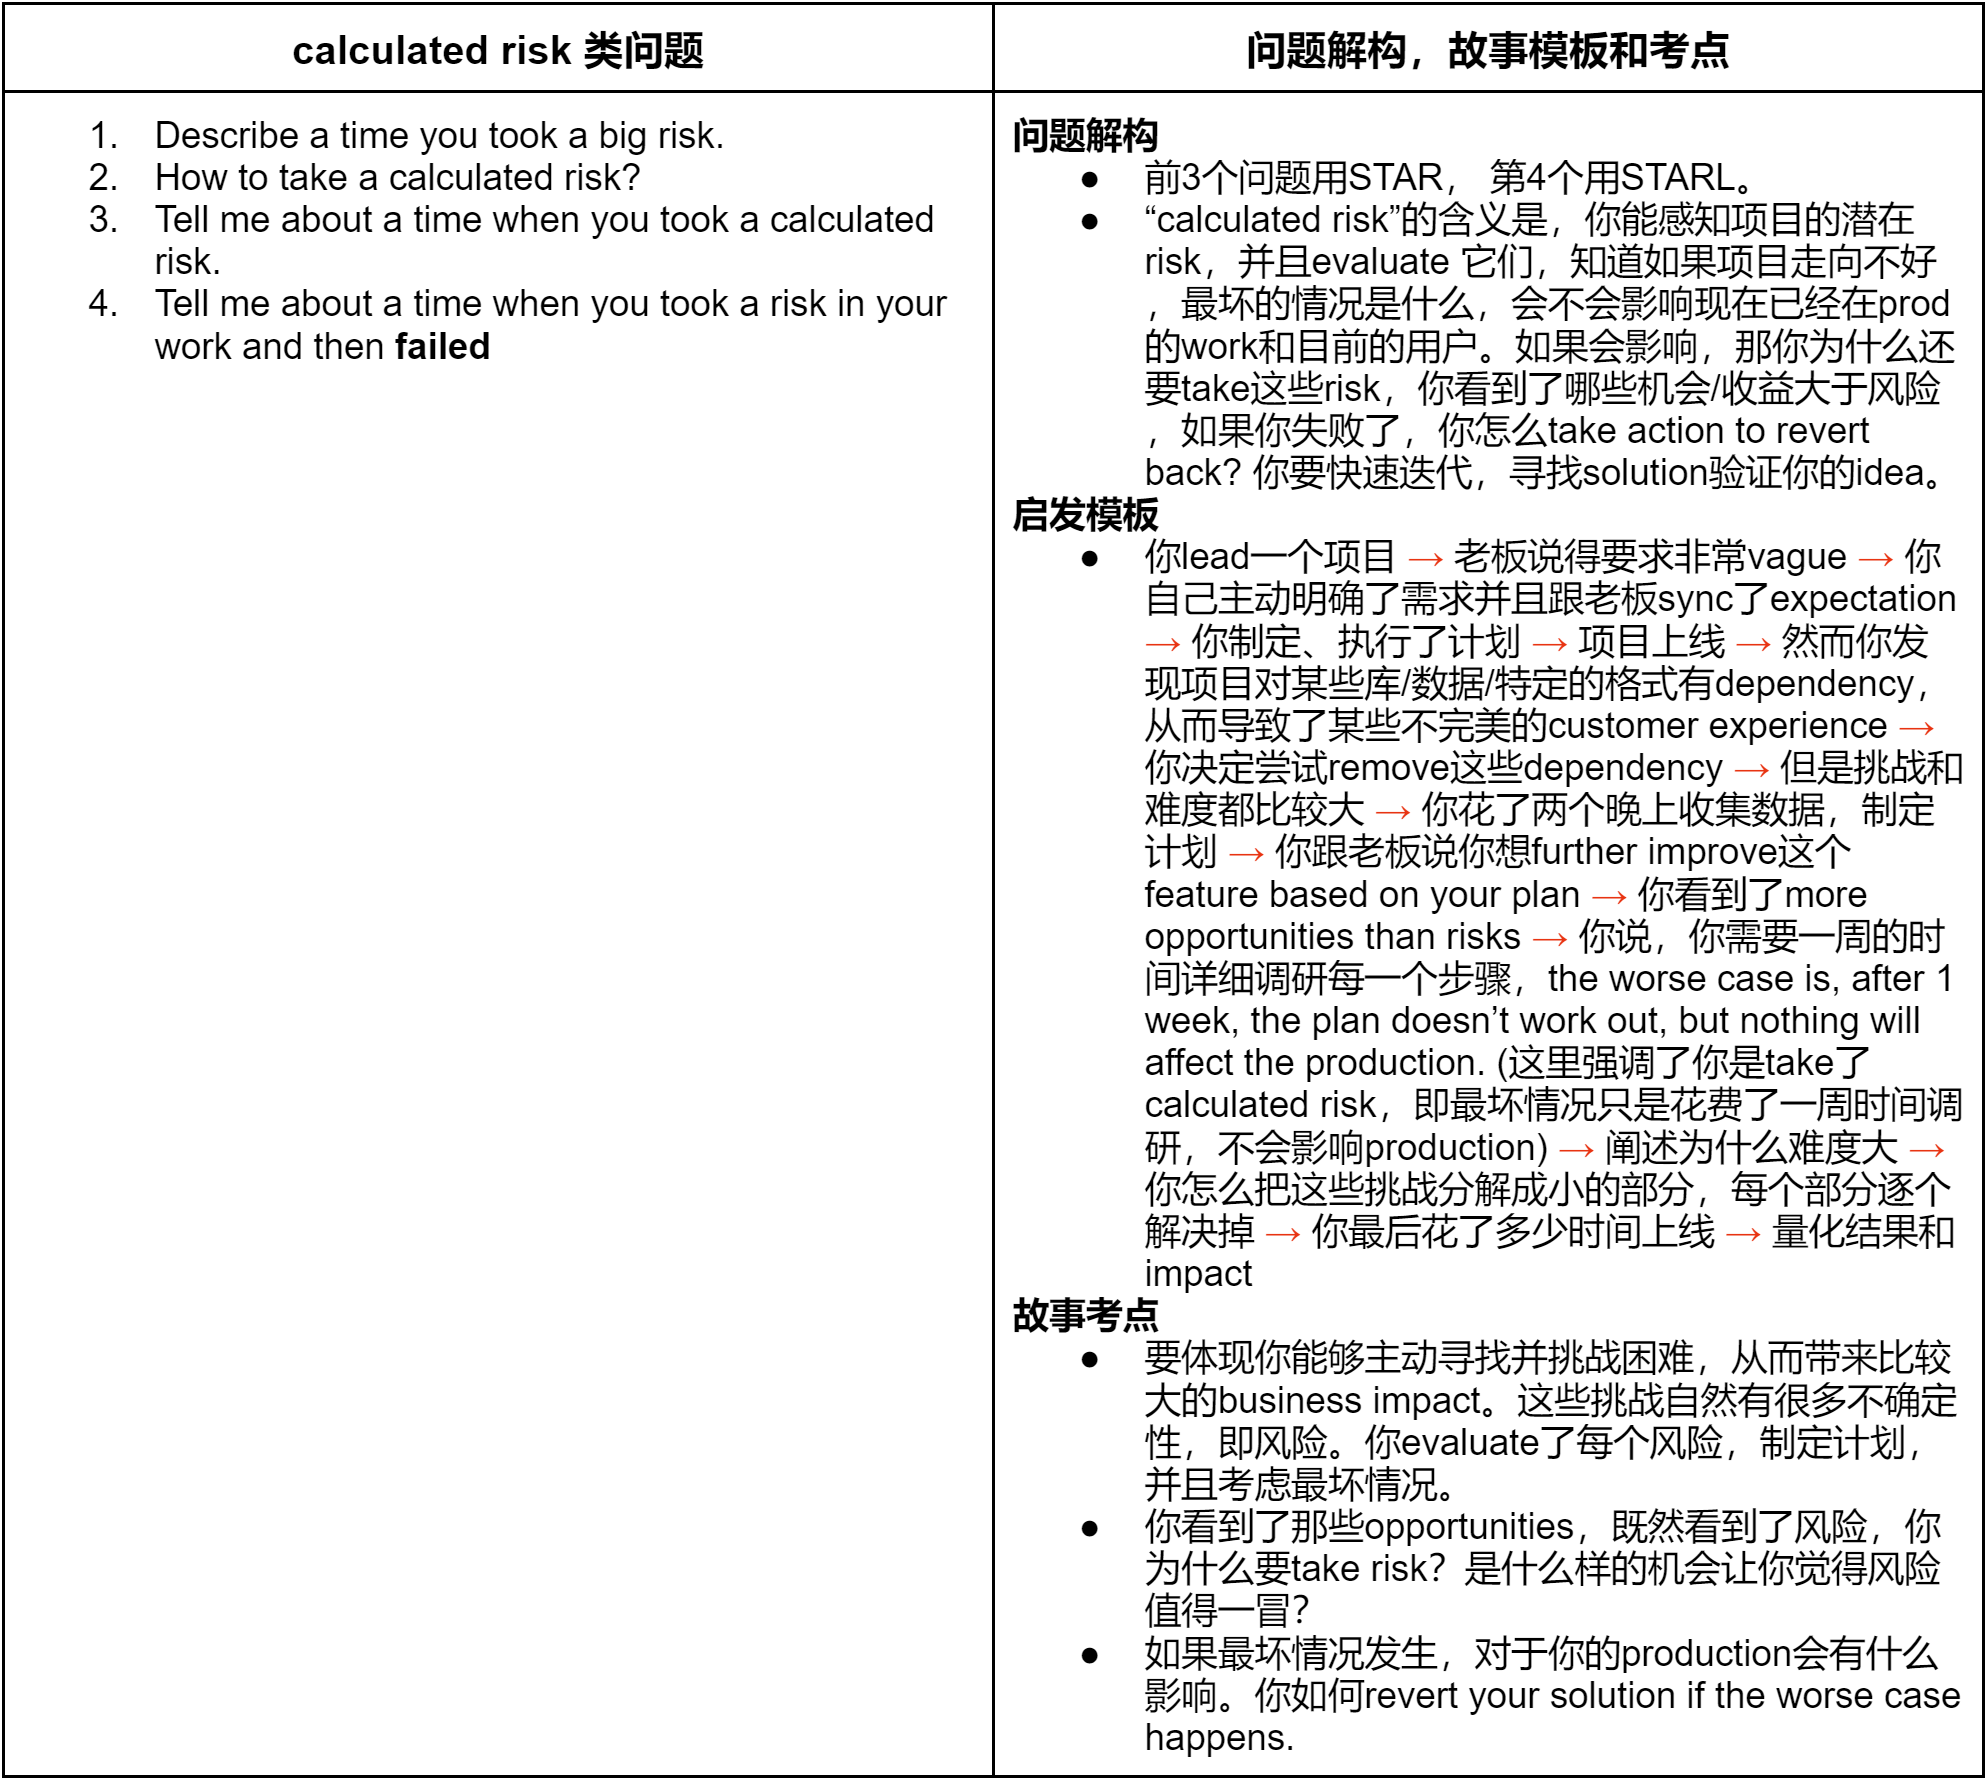 calculated risk 类问题
问题解构，故事模板和考点
1. Describe a time you took a big risk.
2. How to take a calculated risk?
3. Tell me about a time when you took a calculated
risk.
4. Tell me about a time when you took a risk in your
work and then failed
问题解构
● 前3个问题用STAR， 第4个用STARL。
● “calculated risk”的含义是，你能感知项目的潜在
risk，并且evaluate 它们，知道如果项目走向不好
，最坏的情况是什么，会不会影响现在已经在prod
的work和目前的用户。如果会影响，那你为什么还
要take这些risk，你看到了哪些机会/收益大于风险
，如果你失败了，你怎么take action to revert
back? 你要快速迭代，寻找solution验证你的idea。
启发模板
● 你lead一个项目 → 老板说得要求非常vague → 你
自己主动明确了需求并且跟老板sync了expectation
→ 你制定、执行了计划 → 项目上线 → 然而你发
现项目对某些库/数据/特定的格式有dependency，
从而导致了某些不完美的customer experience →
你决定尝试remove这些dependency → 但是挑战和
难度都比较大 → 你花了两个晚上收集数据，制定
计划 → 你跟老板说你想further improve这个
feature based on your plan → 你看到了more
opportunities than risks → 你说，你需要一周的时
间详细调研每一个步骤，the worse case is, after 1
week, the plan doesn’t work out, but nothing will
affect the production. (这里强调了你是take了
calculated risk，即最坏情况只是花费了一周时间调
研，不会影响production) → 阐述为什么难度大 →
你怎么把这些挑战分解成小的部分，每个部分逐个
解决掉 → 你最后花了多少时间上线 → 量化结果和
impact
故事考点
● 要体现你能够主动寻找并挑战困难，从而带来比较
大的business impact。这些挑战自然有很多不确定
性，即风险。你evaluate了每个风险，制定计划，
并且考虑最坏情况。
● 你看到了那些opportunities，既然看到了风险，你
为什么要take risk？是什么样的机会让你觉得风险
值得一冒？
● 如果最坏情况发生，对于你的production会有什么
影响。你如何revert your solution if the worse case
happens.